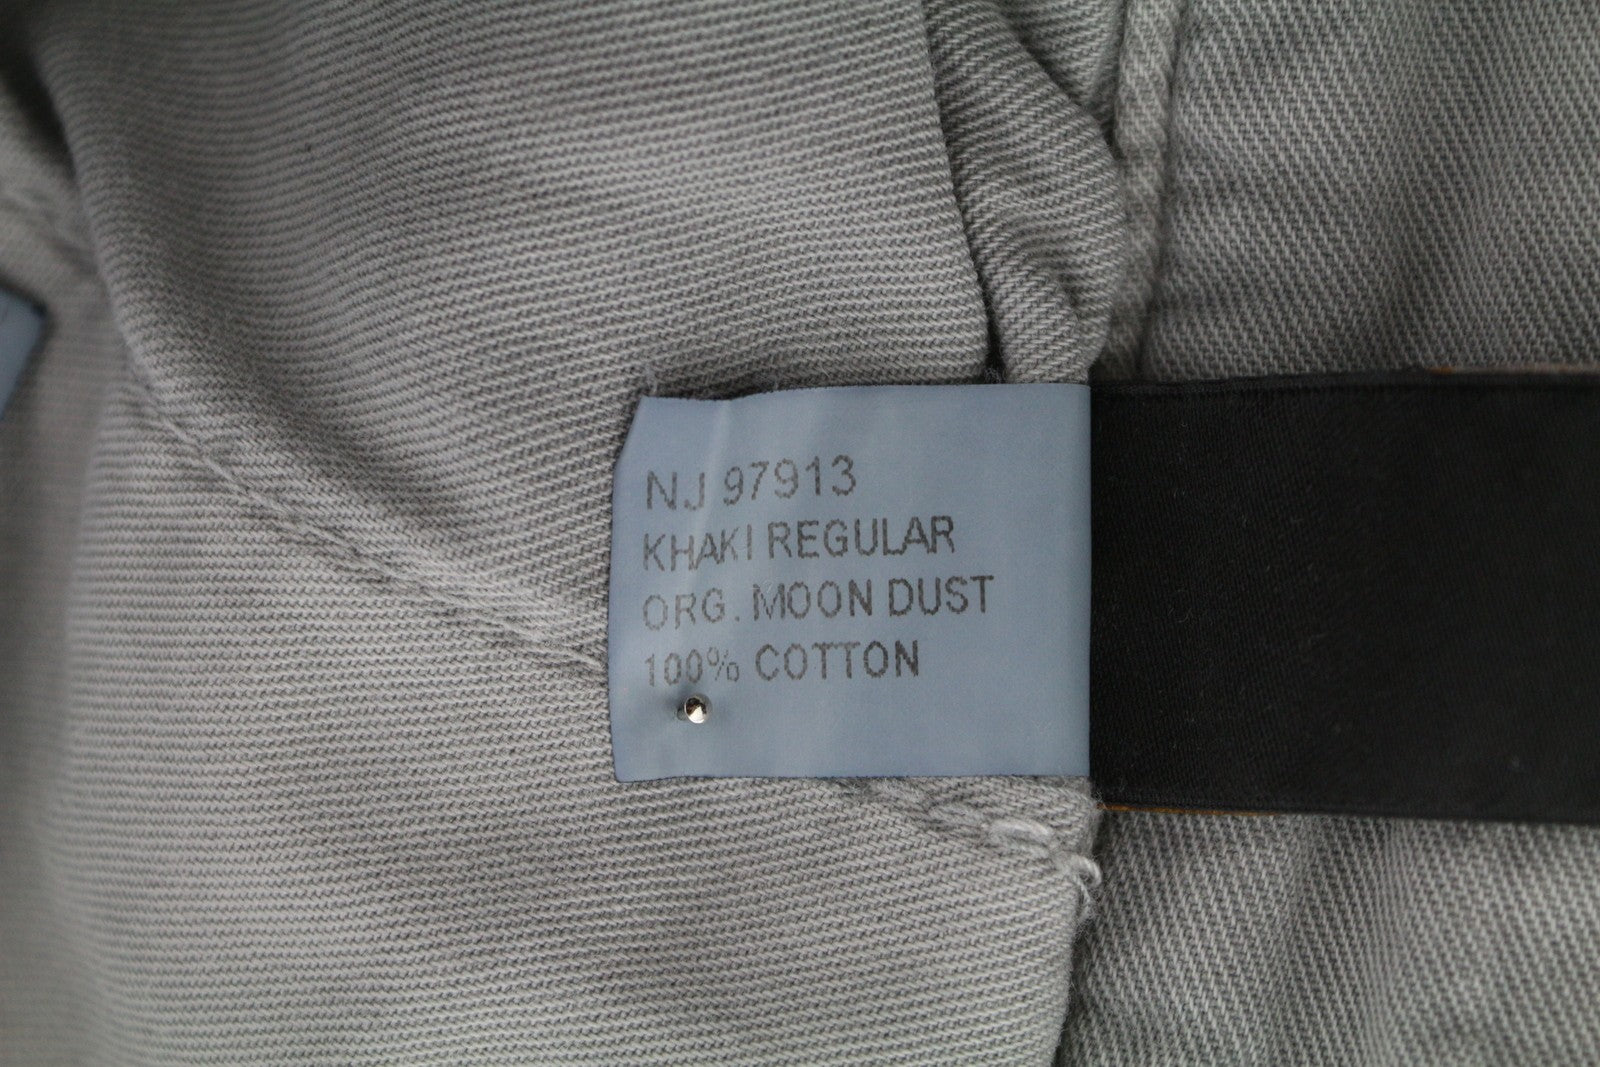 NJ 97913
KHAKI REGULAR
ORG. MOON DUST
100% COTTON